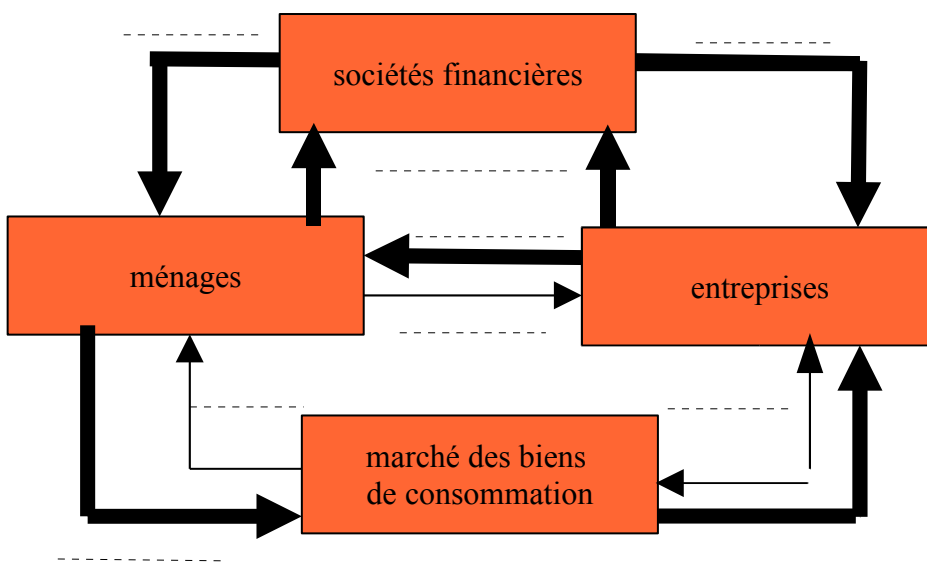 sociétés financières
ménages
entreprises
marché des biens
de consommation